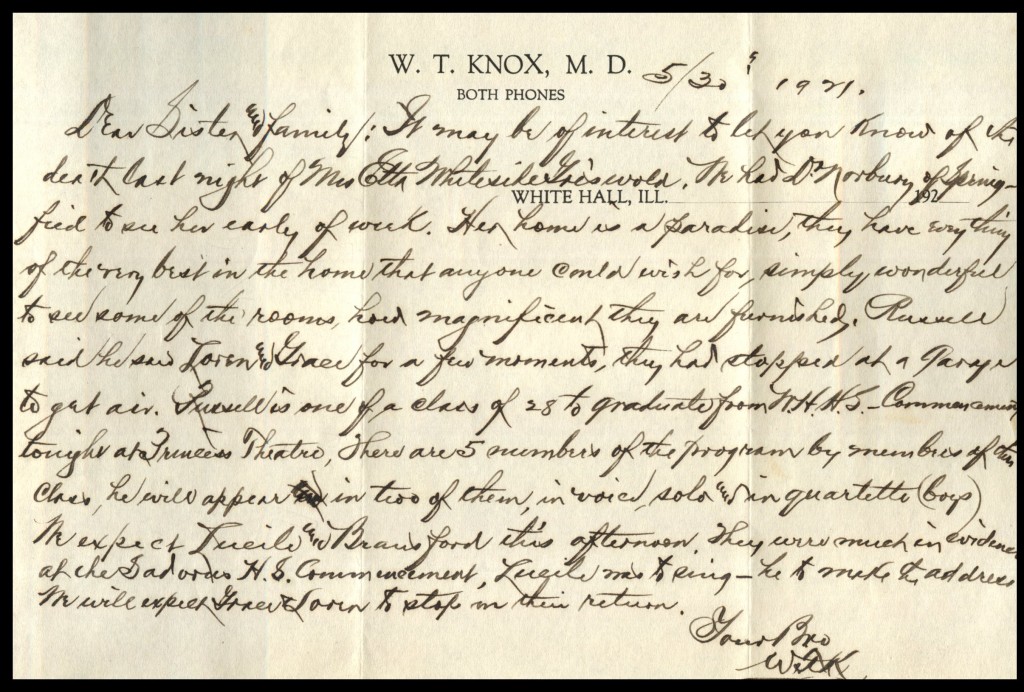 W. T. KNOX, M. D. 5/30 1921.
BOTH PHONES
Dear Sister and family: It may be of interest to let you know of the
death last night of Mrs Etta Whiteside Griswold. We had Dr Norbury of Spring-
WHITE HALL, ILL. 192
field to see her early of week. Her home is a paradise, they have everything
of the very best in the home that anyone could wish for, simply wonderful
to see some of the rooms, how magnificent they are furnished. Russell
said he saw Loren and Grace for a few moments, they had stopped at a Garage
to get air. Russell is one of a class of 28 to graduate from W.H.H.S. - Commencement
tonight at Princess Theatre, There are 5 numbers of the program by members of the
class, he will appear in two of them, in voice, solo and in quartette (boys)
We expect Lucile and Bransford this afternoon. They were much in evidence
at the Sadorus H.S. Commencement, Lucile was to sing - he to make the address
We will expect Grace & Loren to stop on their return.
Your Bro
WTK